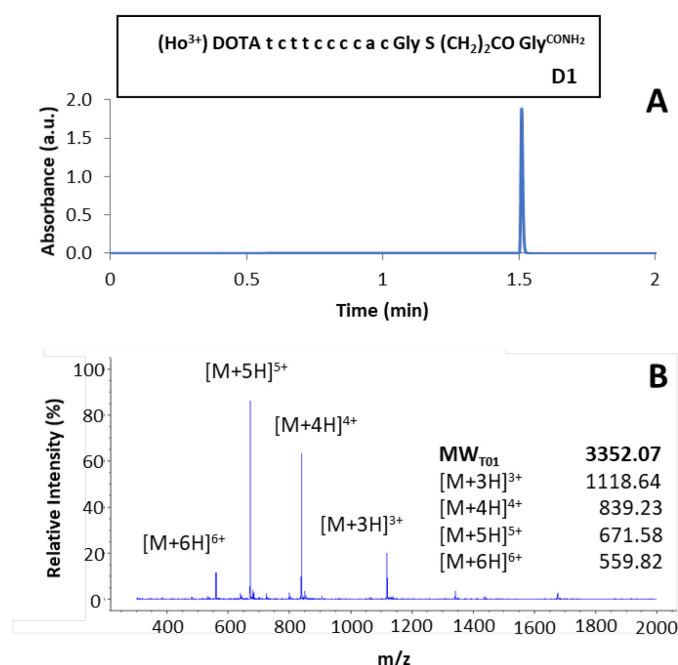 (Ho³⁺) DOTA t c t t c c c c a c Gly S (CH₂)₂CO Gly^CONH₂
D1
A
2.0
1.5
1.0
0.5
0.0
Absorbance (a.u.)
0 0.5 1 1.5 2
Time (min)
B
[M+5H]⁵⁺
[M+4H]⁴⁺
[M+3H]³⁺
[M+6H]⁶⁺
100
80
60
40
20
0
Relative Intensity (%)
MW_T01 3352.07
[M+3H]³⁺ 1118.64
[M+4H]⁴⁺ 839.23
[M+5H]⁵⁺ 671.58
[M+6H]⁶⁺ 559.82
400 600 800 1000 1200 1400 1600 1800 2000
m/z